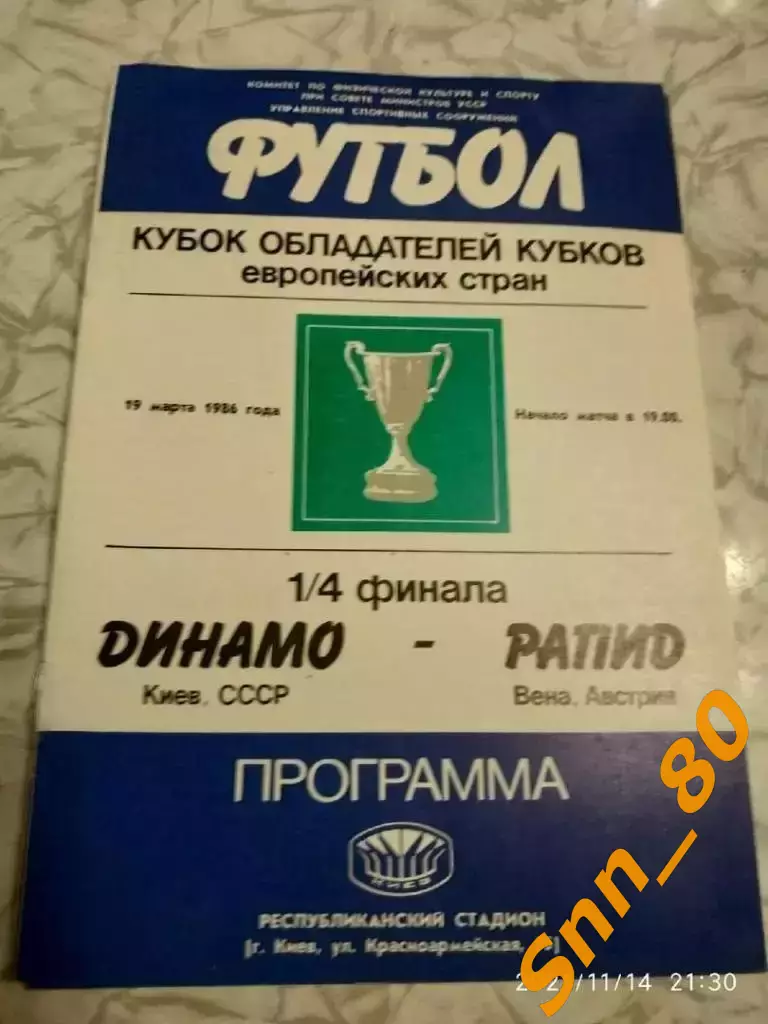 КОМИТЕТ ПО ФИЗИЧЕСКОЙ КУЛЬТУРЕ И СПОРТУ
ПРИ СОВЕТЕ МИНИСТРОВ УССР
УПРАВЛЕНИЕ СПОРТИВНЫХ СООРУЖЕНИЙ
ФУТБОЛ
КУБОК ОБЛАДАТЕЛЕЙ КУБКОВ
европейских стран
19 марта 1986 года
Начало матча в 19.00.
1/4 финала
ДИНАМО - РАПИД
Киев, СССР
Вена, Австрия
ПРОГРАММА
КИЕВ
РЕСПУБЛИКАНСКИЙ СТАДИОН
(г. Киев, ул. Красноармейская,
Snn_80
11/14 21:30